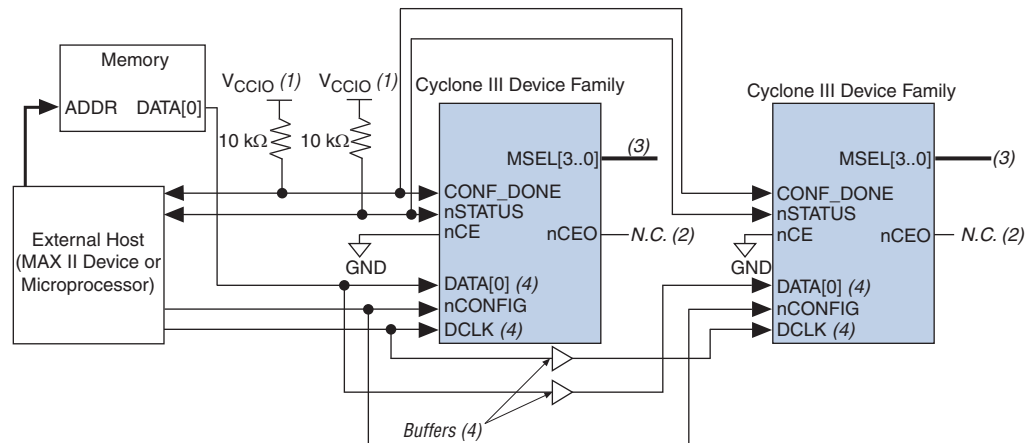 Memory
ADDR DATA[0]
VCCIO (1)
VCCIO (1)
10 kΩ
10 kΩ
Cyclone III Device Family
Cyclone III Device Family
MSEL[3..0]
(3)
CONF_DONE
nSTATUS
nCE
nCEO
N.C. (2)
GND
DATA[0] (4)
nCONFIG
DCLK (4)
MSEL[3..0]
(3)
CONF_DONE
nSTATUS
nCE
nCEO
N.C. (2)
GND
DATA[0] (4)
nCONFIG
DCLK (4)
External Host
(MAX II Device or
Microprocessor)
Buffers (4)